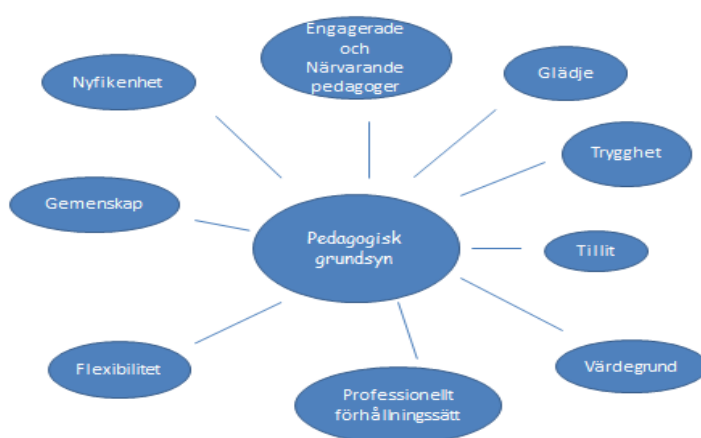 Engagerade
och
Närvarande
pedagoger
Nyfikenhet
Glädje
Trygghet
Gemenskap
Pedagogisk
grundsyn
Tillit
Flexibilitet
Värdegrund
Professionellt
förhållningssätt